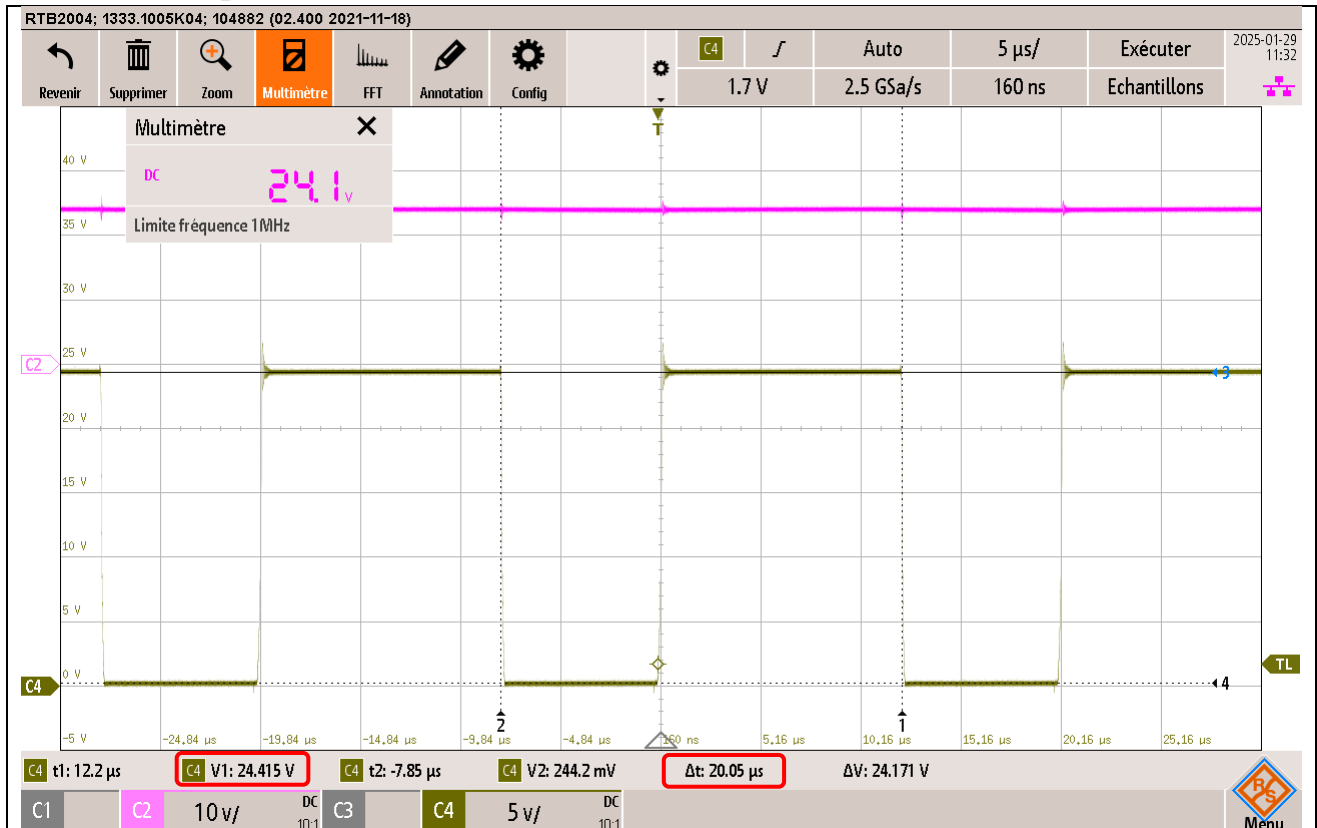 RTB2004; 1333.1005K04; 104882 (02.400 2021-11-18)
Revenir Supprimer Zoom Multimètre FFT Annotation Config
C4 Auto 5 µs/ Exécuter 2025-01-29
11:32
1.7 V 2.5 GSa/s 160 ns Echantillons
Multimètre
T
40 V
DC 24.1 V
35 V
Limite fréquence 1MHz
30 V
25 V
C2
3
20 V
15 V
10 V
5 V
TL
0 V
C4
4
2 1
-5 V -24,84 µs -19,84 µs -14,84 µs -9,84 µs -4,84 µs 160 ns 5,16 µs 10,16 µs 15,16 µs 20,16 µs 25,16 µs
C4 t1: 12.2 µs C4 V1: 24.415 V C4 t2: -7.85 µs C4 V2: 244.2 mV Δt: 20.05 µs ΔV: 24.171 V
C1 C2 10 V/ DC 10:1 C3 C4 5 V/ DC 10:1 R&S
Menu